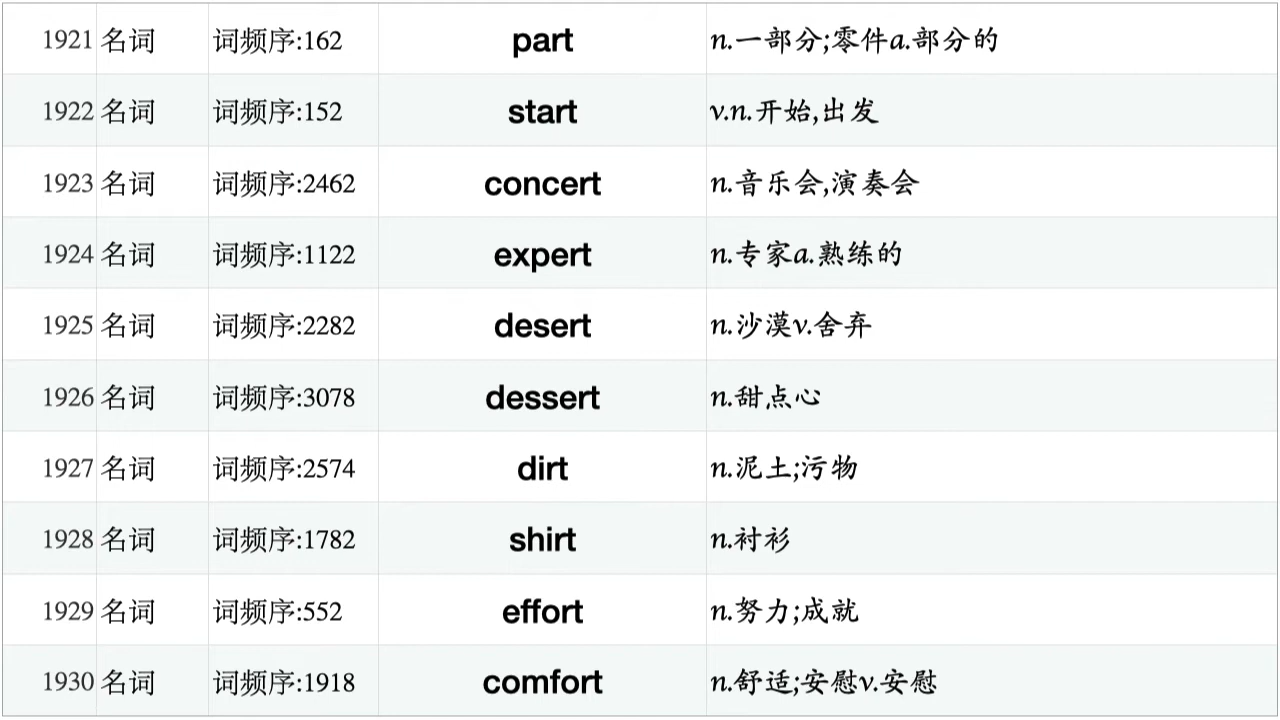 1921 名词 词频序:162 part n.一部分;零件a.部分的
1922 名词 词频序:152 start v.n.开始,出发
1923 名词 词频序:2462 concert n.音乐会,演奏会
1924 名词 词频序:1122 expert n.专家a.熟练的
1925 名词 词频序:2282 desert n.沙漠v.舍弃
1926 名词 词频序:3078 dessert n.甜点心
1927 名词 词频序:2574 dirt n.泥土;污物
1928 名词 词频序:1782 shirt n.衬衫
1929 名词 词频序:552 effort n.努力;成就
1930 名词 词频序:1918 comfort n.舒适;安慰v.安慰